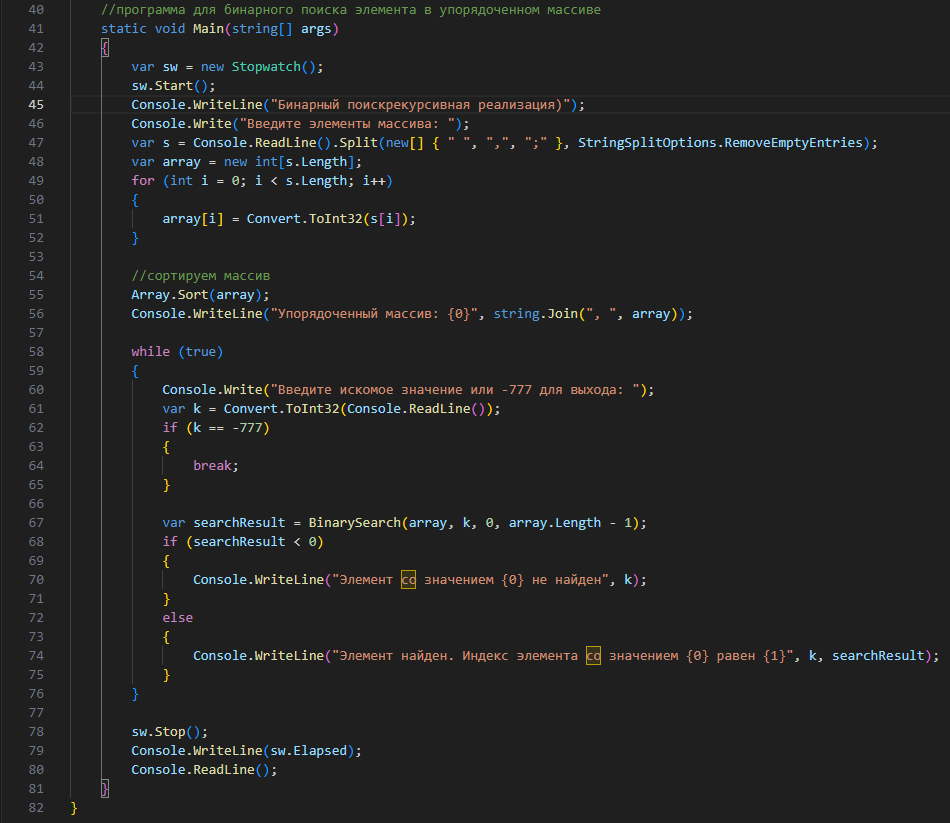 40 //программа для бинарного поиска элемента в упорядоченном массиве
41 static void Main(string[] args)
42 {
43 var sw = new Stopwatch();
44 sw.Start();
45 Console.WriteLine("Бинарный поискрекурсивная реализация)");
46 Console.Write("Введите элементы массива: ");
47 var s = Console.ReadLine().Split(new[] { " ", ",", ";" }, StringSplitOptions.RemoveEmptyEntries);
48 var array = new int[s.Length];
49 for (int i = 0; i < s.Length; i++)
50 {
51 array[i] = Convert.ToInt32(s[i]);
52 }
53
54 //сортируем массив
55 Array.Sort(array);
56 Console.WriteLine("Упорядоченный массив: {0}", string.Join(", ", array));
57
58 while (true)
59 {
60 Console.Write("Введите искомое значение или -777 для выхода: ");
61 var k = Convert.ToInt32(Console.ReadLine());
62 if (k == -777)
63 {
64 break;
65 }
66
67 var searchResult = BinarySearch(array, k, 0, array.Length - 1);
68 if (searchResult < 0)
69 {
70 Console.WriteLine("Элемент со значением {0} не найден", k);
71 }
72 else
73 {
74 Console.WriteLine("Элемент найден. Индекс элемента со значением {0} равен {1}", k, searchResult);
75 }
76 }
77
78 sw.Stop();
79 Console.WriteLine(sw.Elapsed);
80 Console.ReadLine();
81 }
82 }